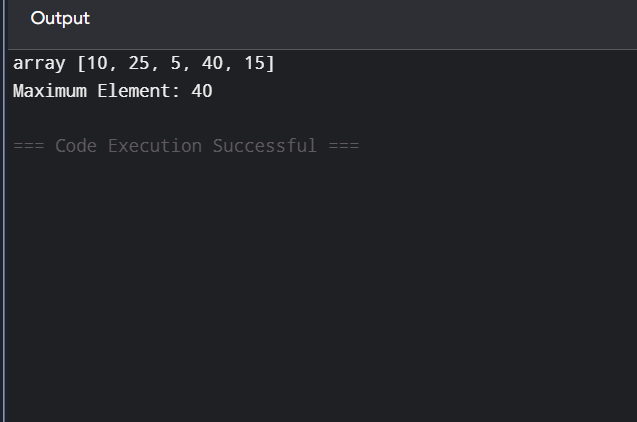 Output
array [10, 25, 5, 40, 15]
Maximum Element: 40
=== Code Execution Successful ===